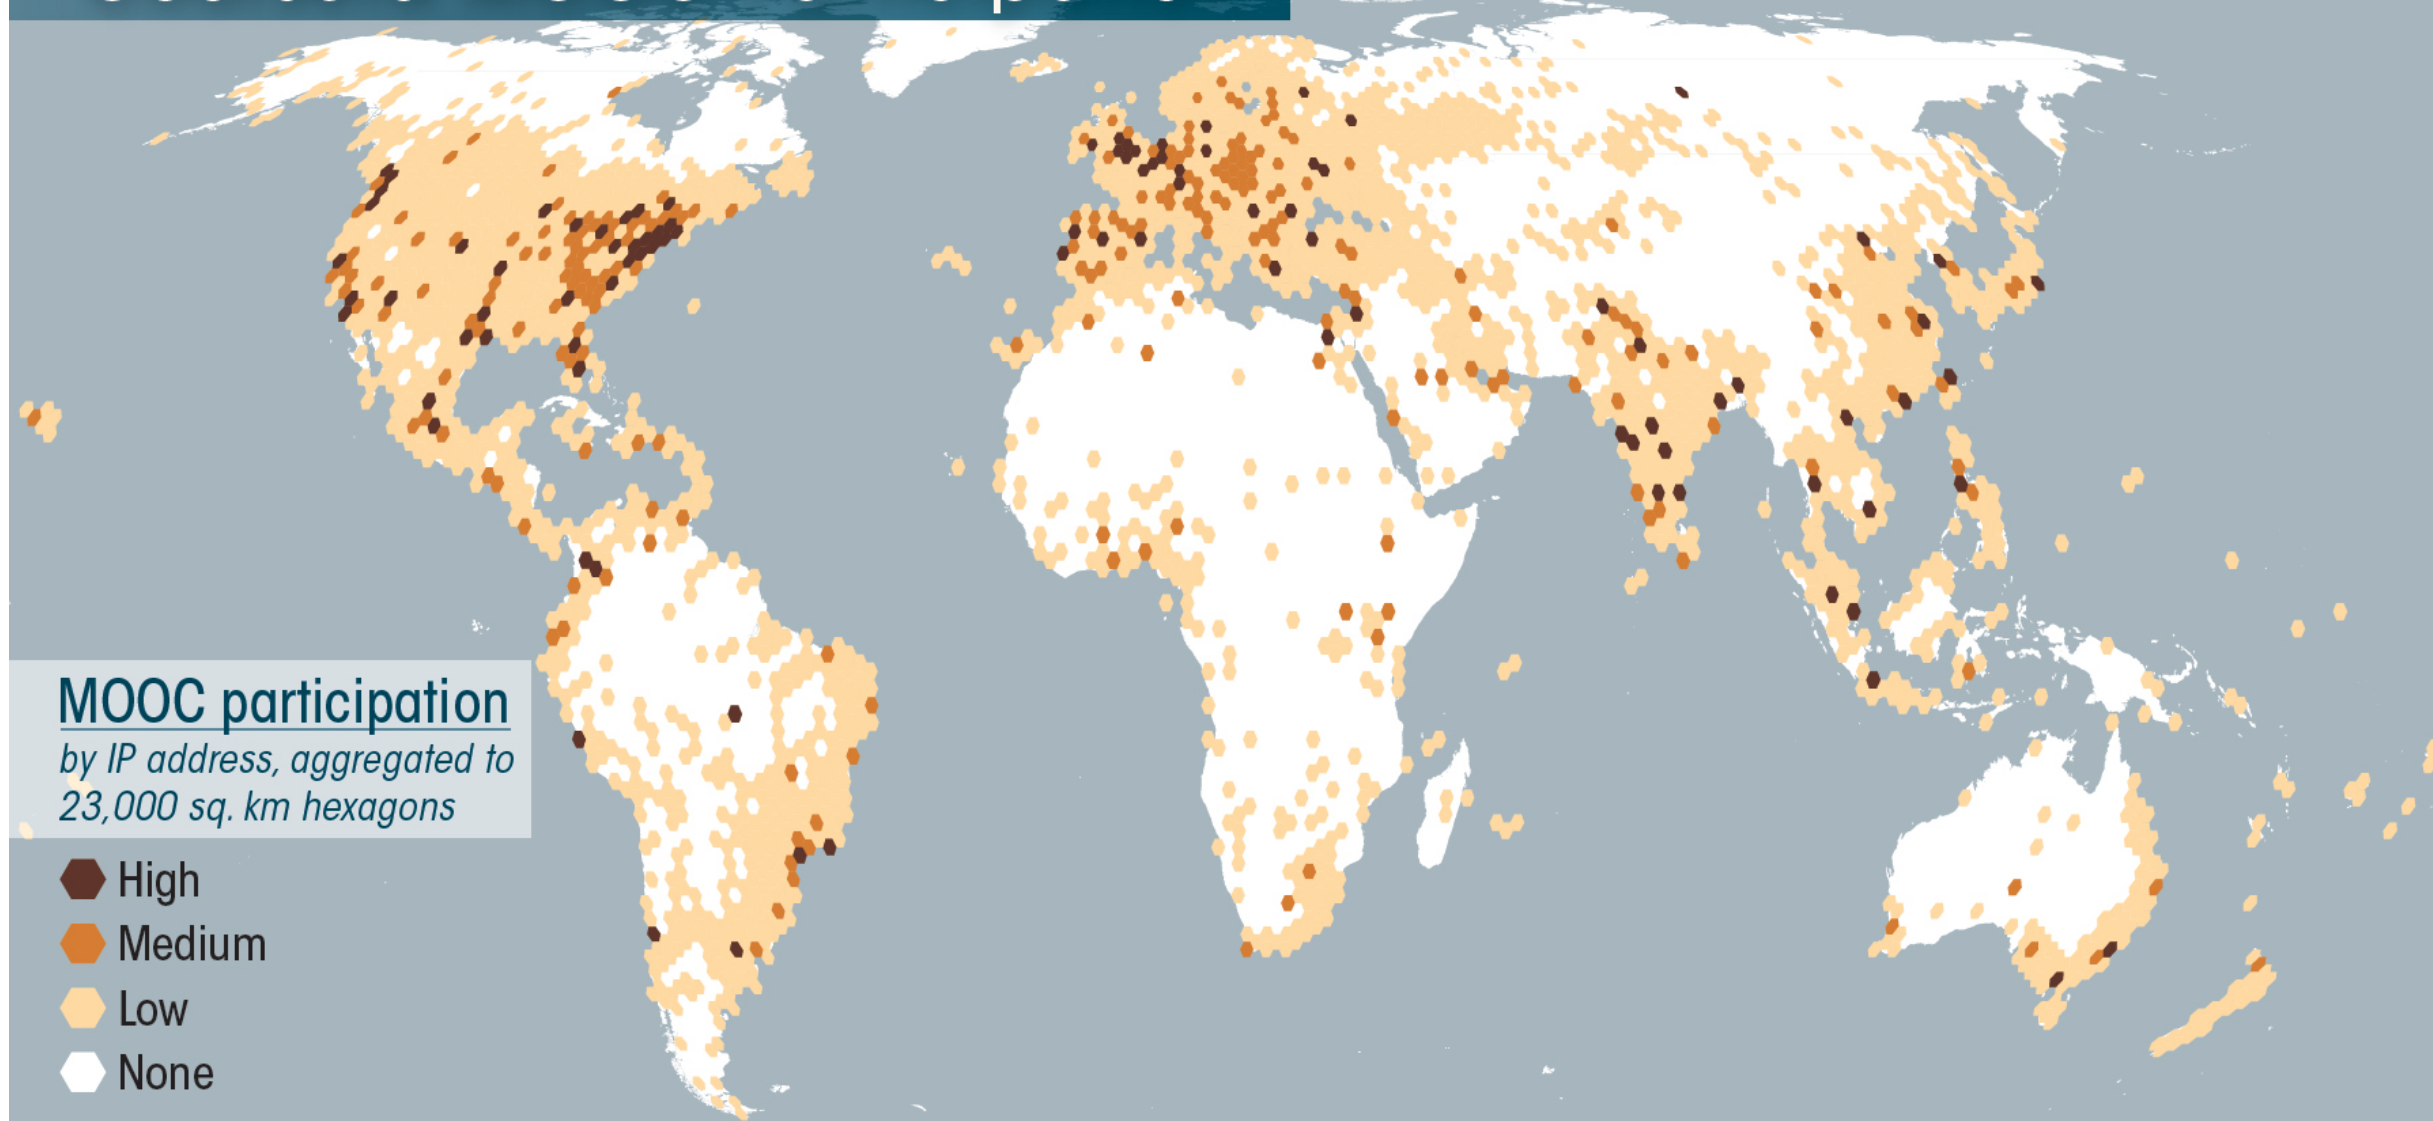 MOOC participation
by IP address, aggregated to
23,000 sq. km hexagons
High
Medium
Low
None